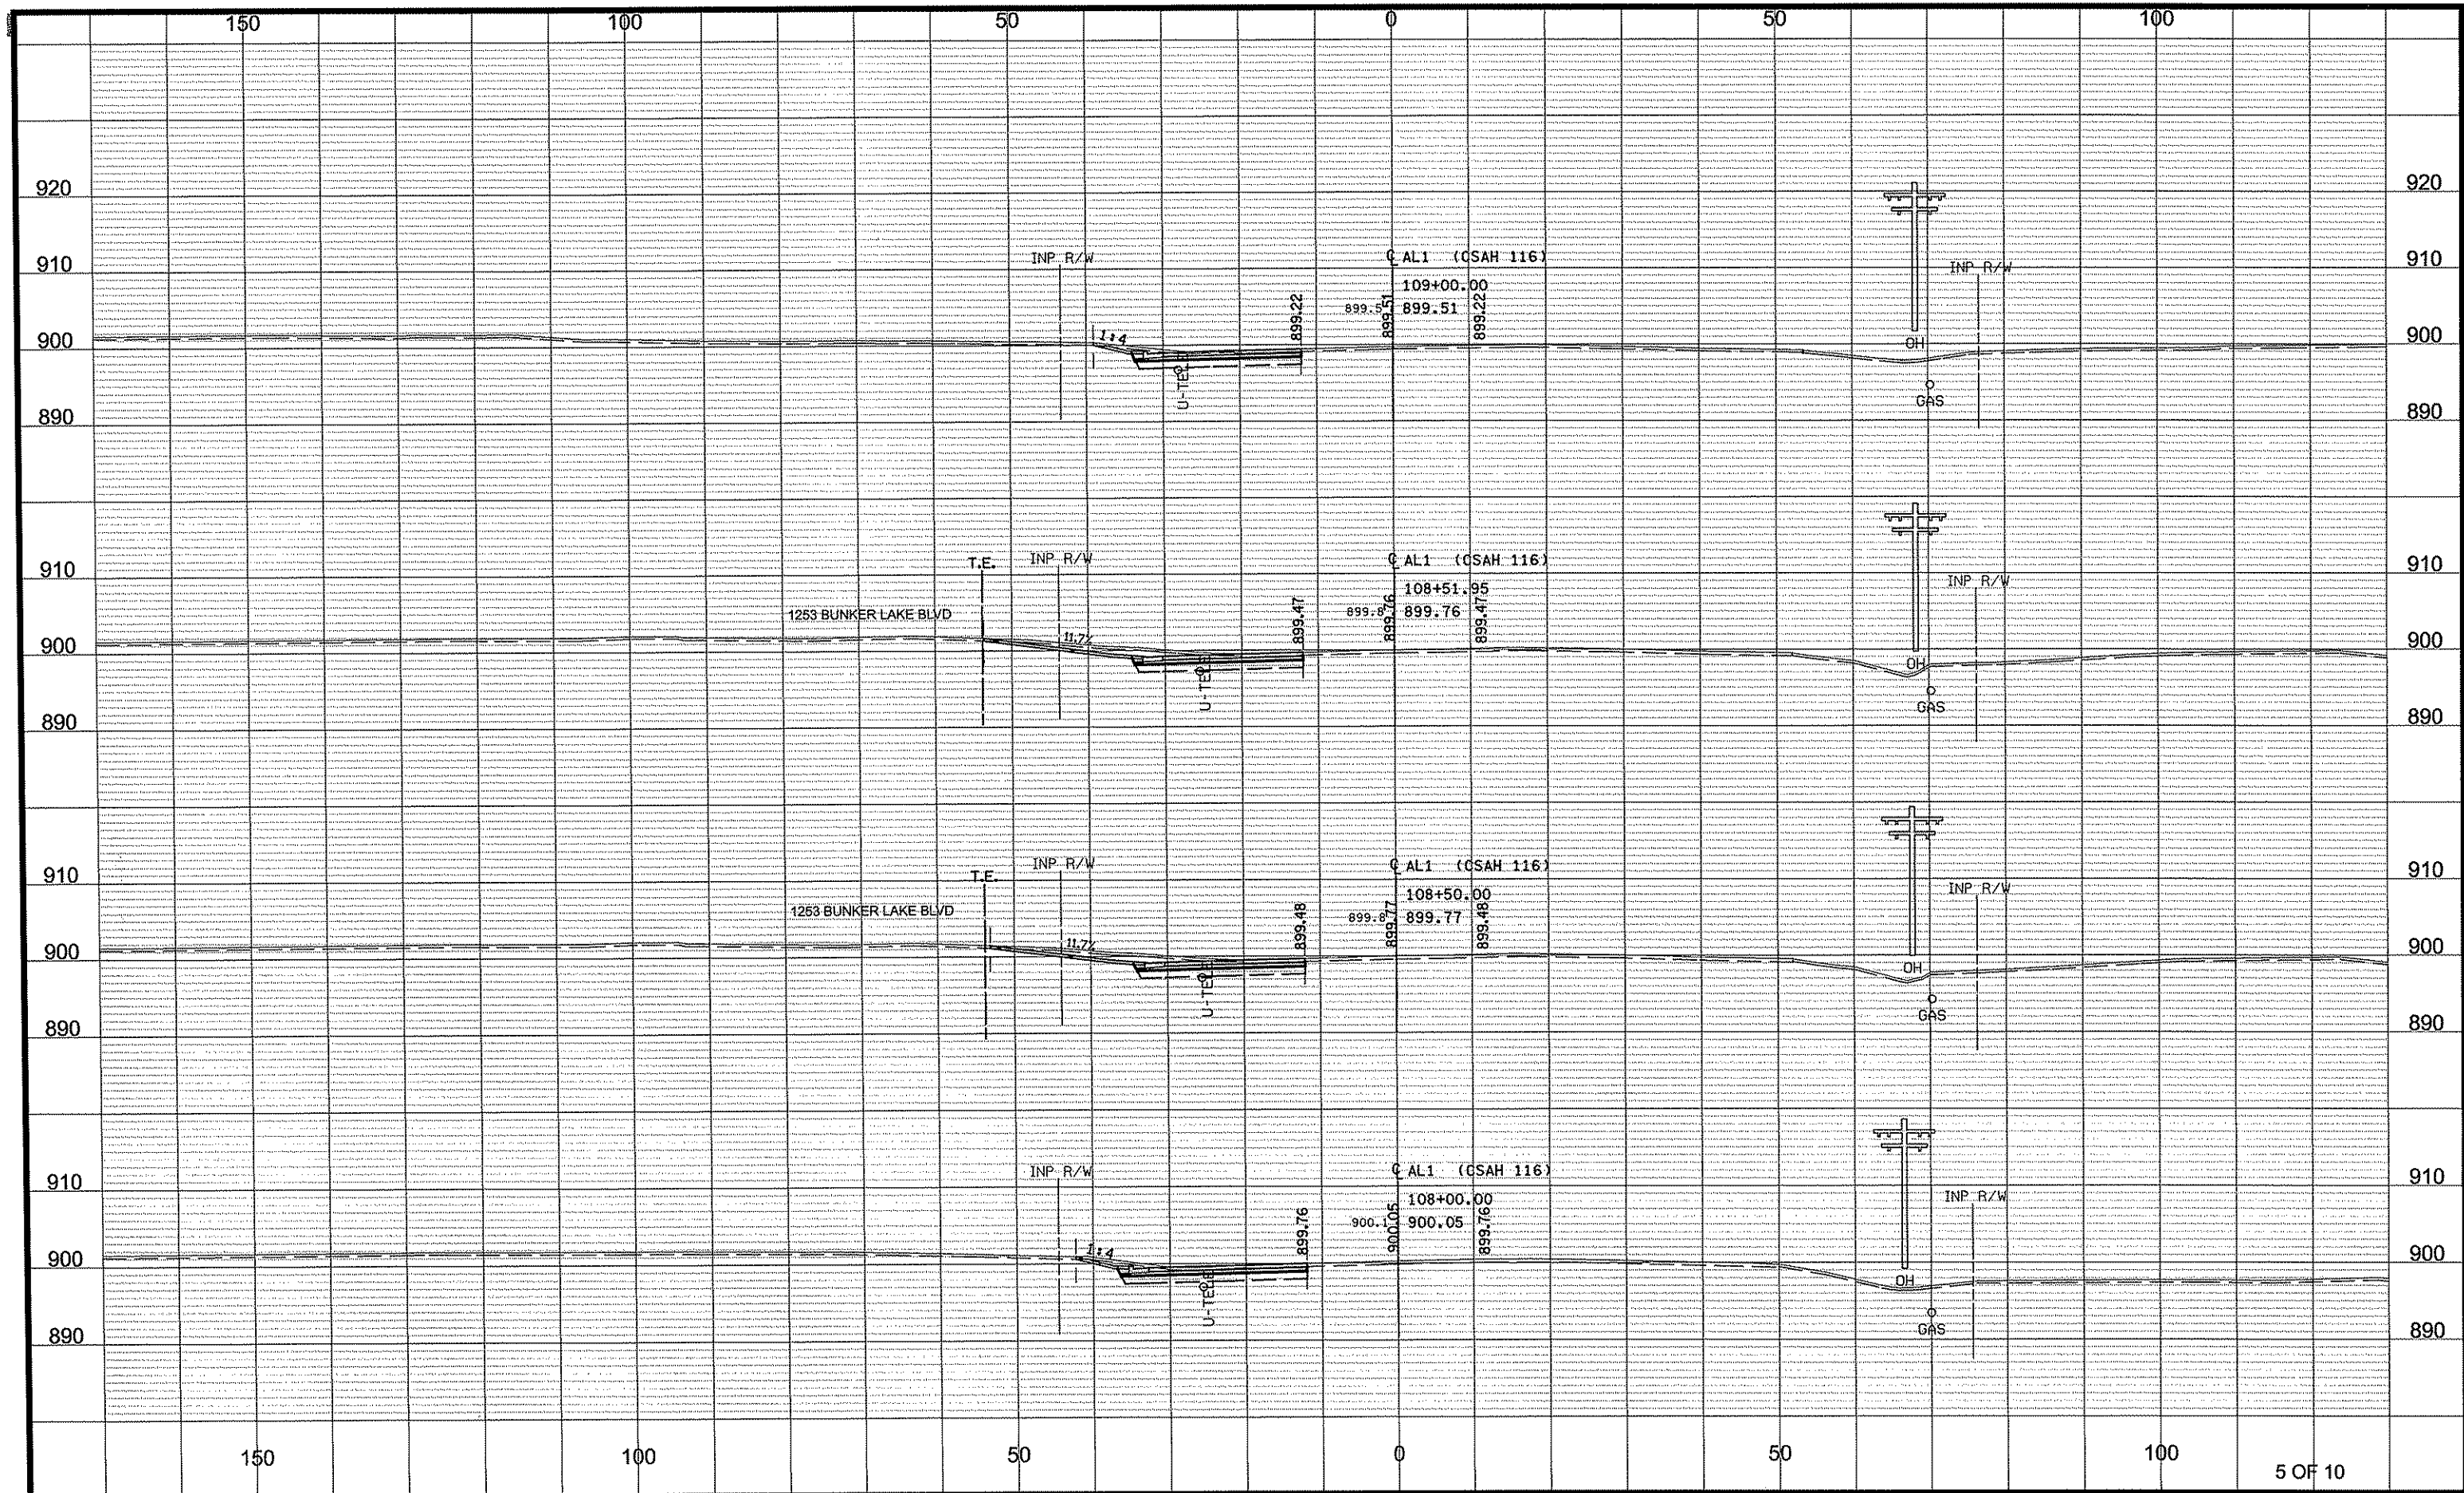 150 100 50 0 50 100
920 920
910 INP R/W ℄ AL1 (CSAH 116) INP R/W 910
109+00.00
899.22 899.5 899.51 899.51 899.22
900 1:4 OH 900
U-TELE GAS
890 890
T.E. INP R/W ℄ AL1 (CSAH 116)
910 INP R/W 910
108+51.95
1253 BUNKER LAKE BLVD 899.47 899.8 899.76 899.76 899.47
900 11.7% OH 900
U-TELE GAS
890 890
INP R/W ℄ AL1 (CSAH 116)
910 T.E. INP R/W 910
108+50.00
1253 BUNKER LAKE BLVD 899.48 899.8 899.77 899.77 899.48
900 11.7% OH 900
U-TELE GAS
890 890
INP R/W ℄ AL1 (CSAH 116)
910 INP R/W 910
108+00.00
899.76 900.1 900.05 900.05 899.76
900 1:4 OH 900
U-TELE GAS
890 890
150 100 50 0 50 100
5 OF 10